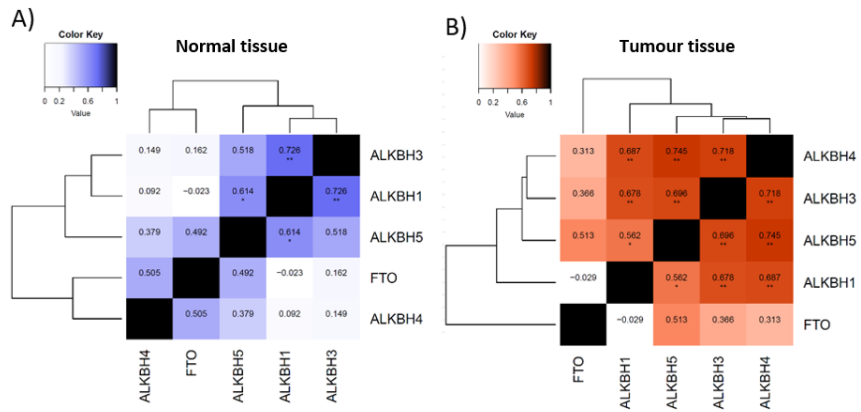 A)
Color Key
0 0.2 0.6 1
Value
Normal tissue
0.149 0.162 0.518 0.726 ** ALKBH3
0.092 −0.023 0.614 * 0.726 ** ALKBH1
0.379 0.492 0.614 * 0.518 ALKBH5
0.505 0.492 −0.023 0.162 FTO
0.505 0.379 0.092 0.149 ALKBH4
ALKBH4 FTO ALKBH5 ALKBH1 ALKBH3
B)
Color Key
0 0.2 0.6 1
Value
Tumour tissue
0.313 0.687 ** 0.745 ** 0.718 ** ALKBH4
0.366 0.678 ** 0.696 ** 0.718 ** ALKBH3
0.513 0.562 * 0.696 ** 0.745 ** ALKBH5
−0.029 0.562 * 0.678 ** 0.687 ** ALKBH1
−0.029 0.513 0.366 0.313 FTO
FTO ALKBH1 ALKBH5 ALKBH3 ALKBH4